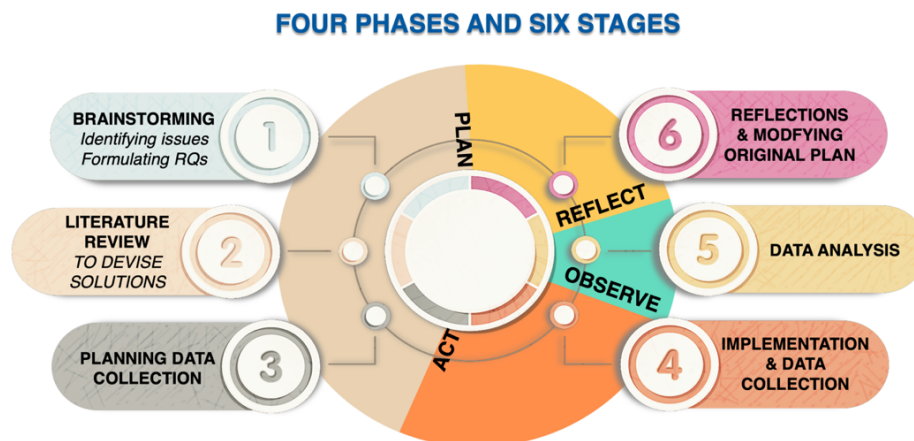 FOUR PHASES AND SIX STAGES
BRAINSTORMING
Identifying issues
Formulating RQs
1
LITERATURE
REVIEW
TO DEVISE
SOLUTIONS
2
PLANNING DATA
COLLECTION
3
PLAN
REFLECT
OBSERVE
ACT
6
REFLECTIONS
& MODFYING
ORIGINAL PLAN
5
DATA ANALYSIS
4
IMPLEMENTATION
& DATA
COLLECTION